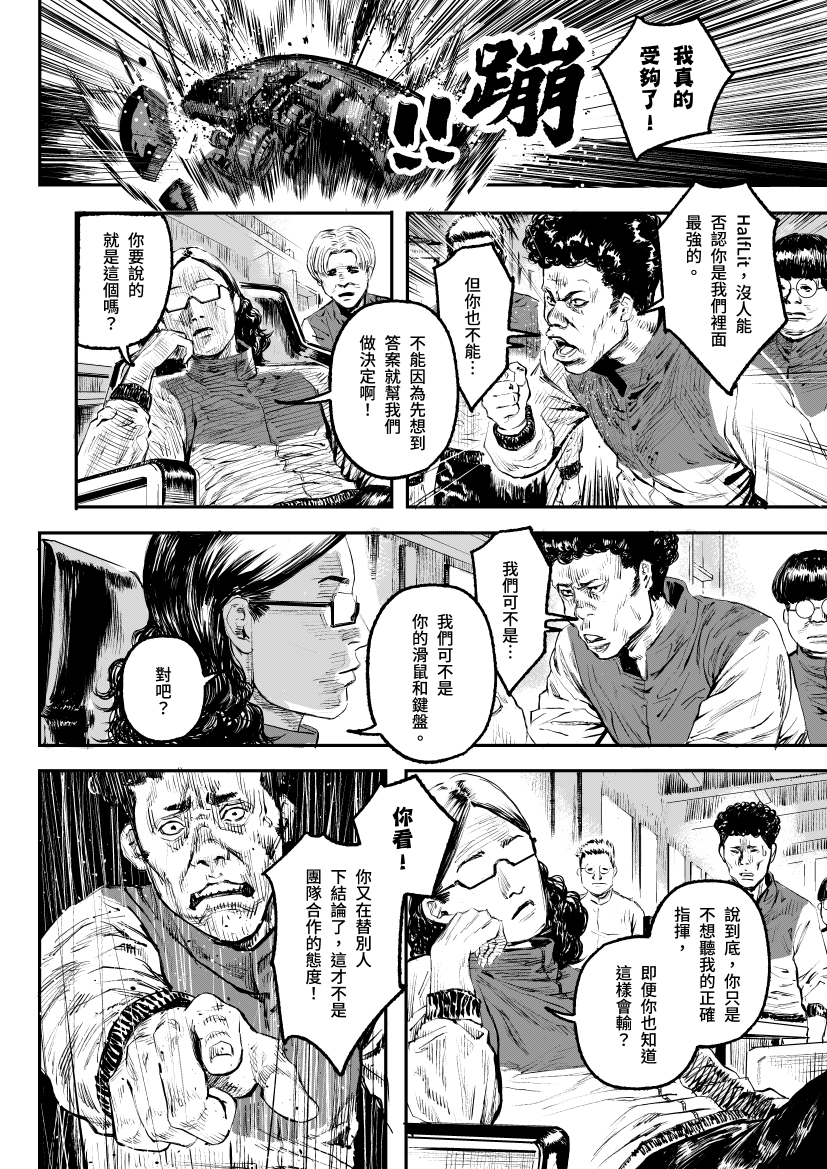 我真的
受夠了！
蹦
!!
HalfLit，沒人能
否認你是我們裡面
最強的。
但你也不能…
不能因為先想到
答案就幫我們
做決定啊！
你要說的
就是這個嗎？
我們可不是…
我們可不是
你的滑鼠和鍵盤。
對吧？
說到底，你只是
不想聽我的正確
指揮，
即便你也知道
這樣會輸？
你看！
你又在替別人
下結論了，這才不是
團隊合作的態度！